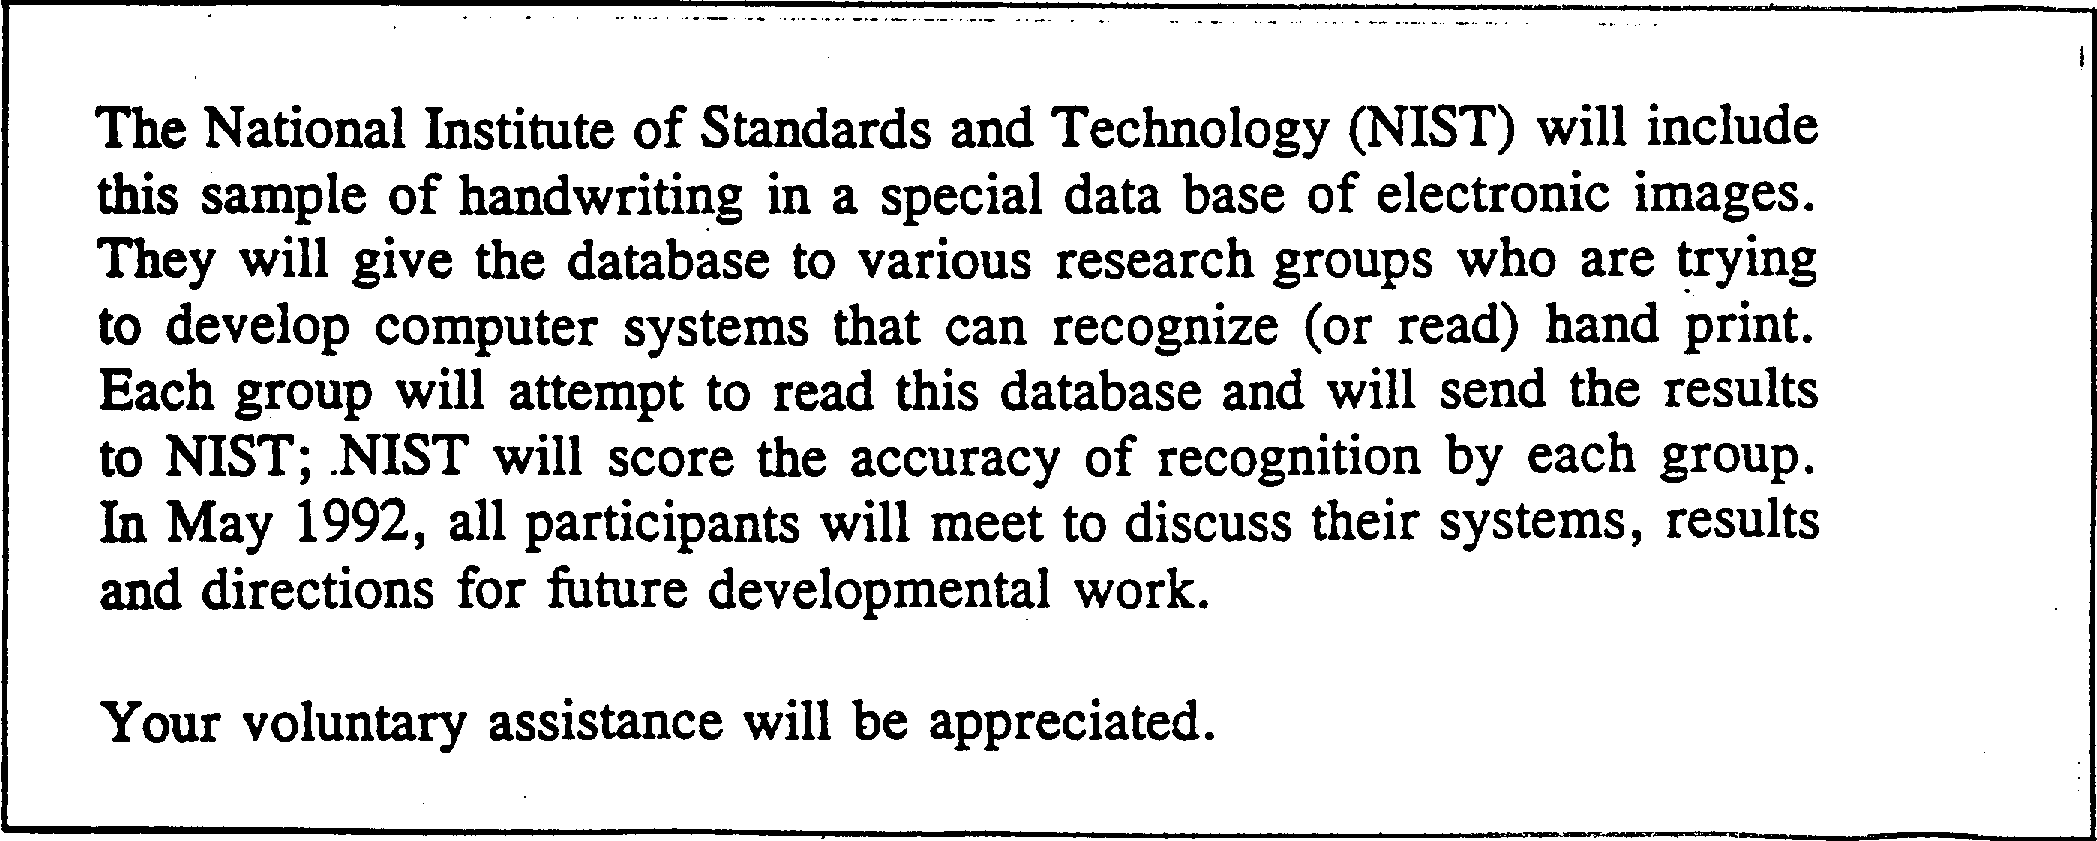 The National Institute of Standards and Technology (NIST) will include
this sample of handwriting in a special data base of electronic images.
They will give the database to various research groups who are trying
to develop computer systems that can recognize (or read) hand print.
Each group will attempt to read this database and will send the results
to NIST; NIST will score the accuracy of recognition by each group.
In May 1992, all participants will meet to discuss their systems, results
and directions for future developmental work.
Your voluntary assistance will be appreciated.